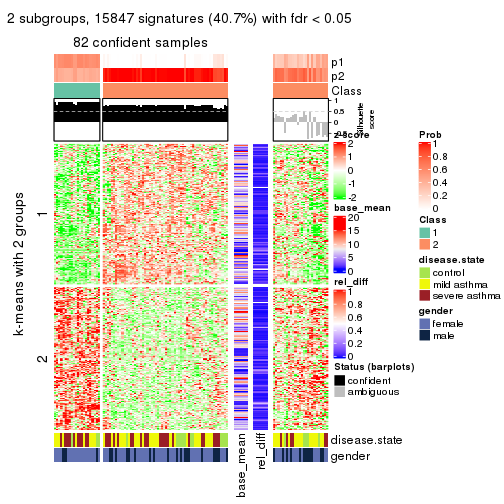 2 subgroups, 15847 signatures (40.7%) with fdr < 0.05
82 confident samples
p1
p2
Class
1
0.5
0
-0.5
Silhouette
score
k-means with 2 groups
1
2
z-score
2
1
0
-1
-2
base_mean
20
15
10
5
0
rel_diff
1
0.8
0.6
0.4
0.2
0
Status (barplots)
confident
ambiguous
Prob
1
0.8
0.6
0.4
0.2
0
Class
1
2
disease.state
control
mild asthma
severe asthma
gender
female
male
disease.state
gender
base_mean
rel_diff